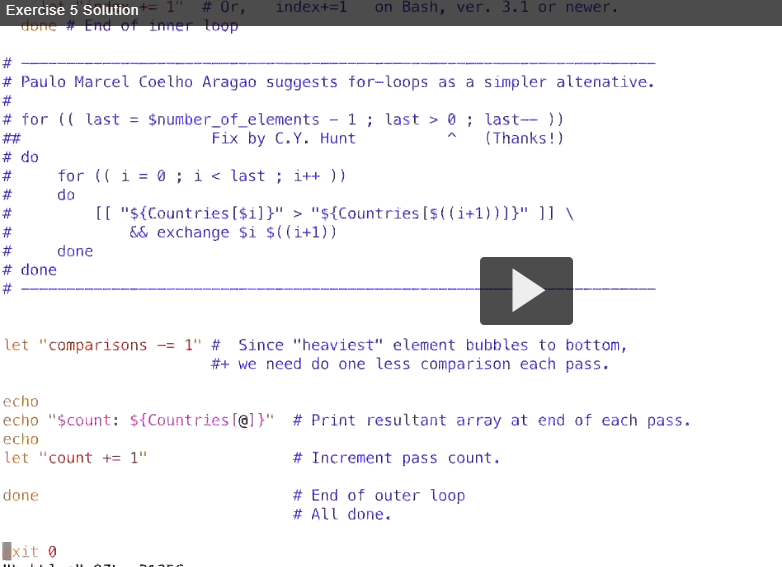 Exercise 5 Solution
+= 1" # Or, index+=1 on Bash, ver. 3.1 or newer.
done # End of inner loop
# ----------------------------------------------------------------------
# Paulo Marcel Coelho Aragao suggests for-loops as a simpler altenative.
#
# for (( last = $number_of_elements - 1 ; last > 0 ; last-- ))
## Fix by C.Y. Hunt ^ (Thanks!)
# do
# for (( i = 0 ; i < last ; i++ ))
# do
# [[ "${Countries[$i]}" > "${Countries[$((i+1))]}" ]] \
# && exchange $i $((i+1))
# done
# done
# ----------------------------------------------------------------------
let "comparisons -= 1" # Since "heaviest" element bubbles to bottom,
#+ we need do one less comparison each pass.
echo
echo "$count: ${Countries[@]}" # Print resultant array at end of each pass.
echo
let "count += 1" # Increment pass count.
done # End of outer loop
# All done.
exit 0